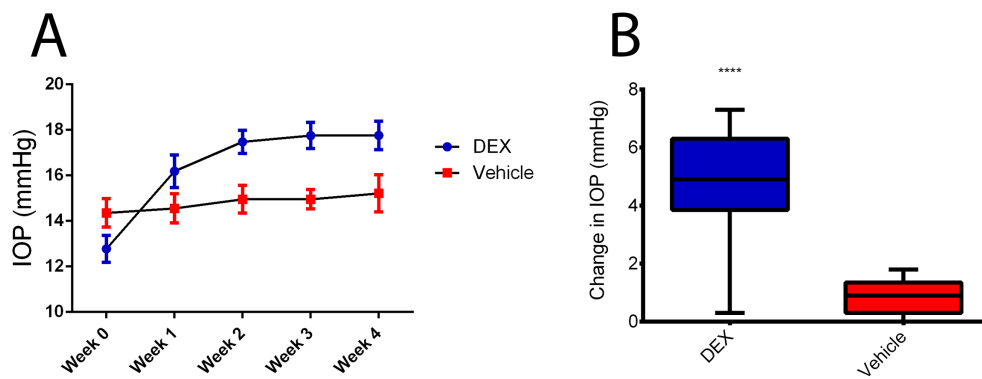 A
IOP (mmHg)
20
18
16
14
12
10
Week 0
Week 1
Week 2
Week 3
Week 4
DEX
Vehicle
B
****
Change in IOP (mmHg)
8
6
4
2
0
DEX
Vehicle